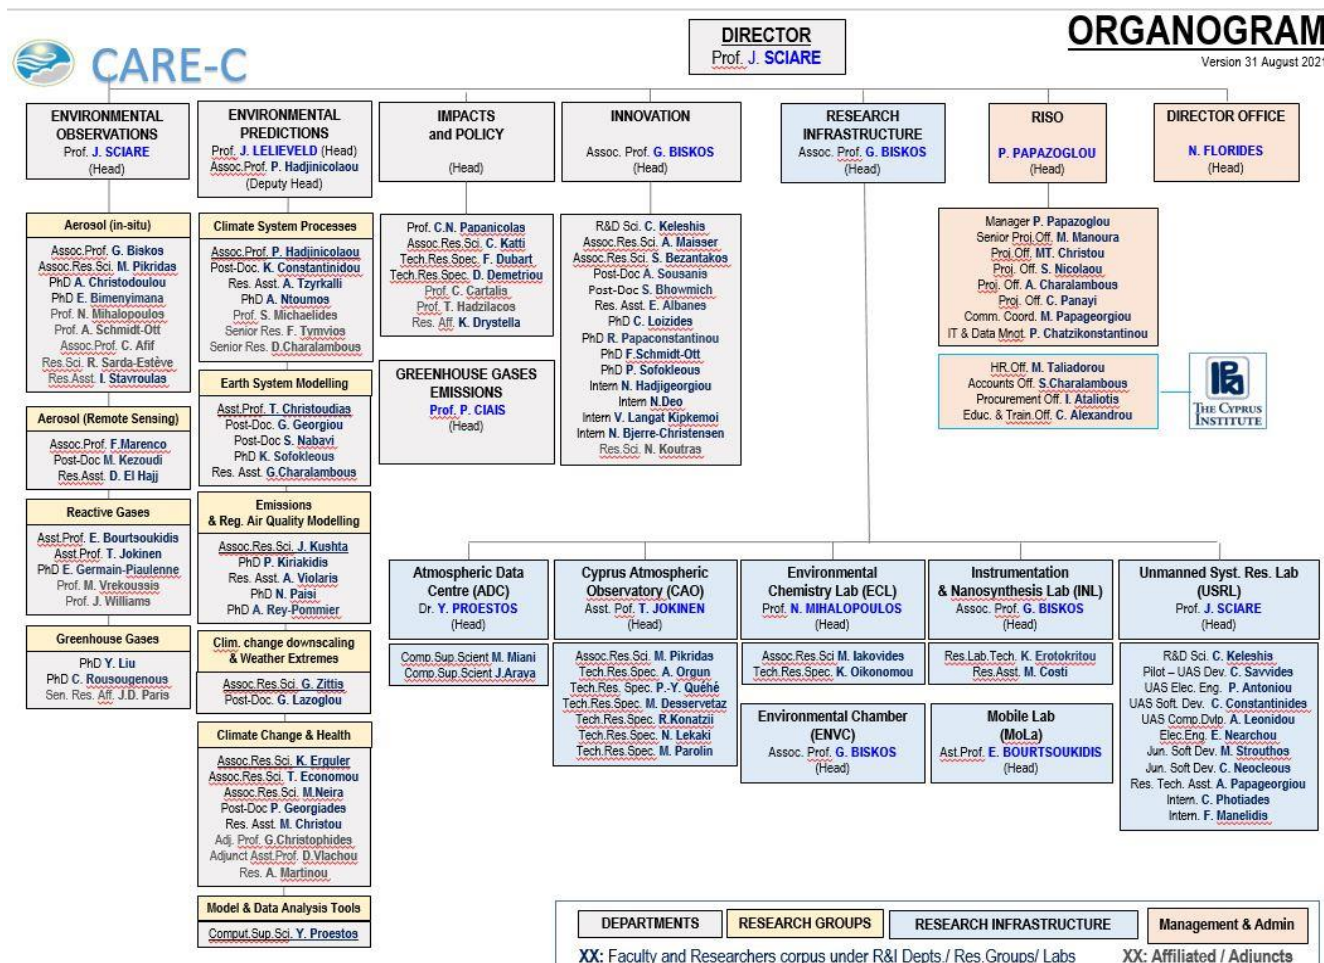 ORGANOGRAM
Version 31 August 2021
CARE-C
DIRECTOR
Prof. J. SCIARE
ENVIRONMENTAL
OBSERVATIONS
Prof. J. SCIARE
(Head)
Aerosol (in-situ)
Assoc.Prof. G. Biskos
Assoc.Res.Sci. M. Pikridas
PhD A. Christodoulou
PhD E. Bimenyimana
Prof. N. Mihalopoulos
Prof. A. Schmidt-Ott
Assoc.Prof. C. Afif
Res.Sci. R. Sarda-Estève
Res.Asst. I. Stavroulas
Aerosol (Remote Sensing)
Assoc.Prof. F.Marenco
Post-Doc M. Kezoudi
Res.Asst. D. El Hajj
Reactive Gases
Asst.Prof. E. Bourtsoukidis
Asst.Prof. T. Jokinen
PhD E. Germain-Piaulenne
Prof. M. Vrekoussis
Prof. J. Williams
Greenhouse Gases
PhD Y. Liu
PhD C. Rousougenous
Sen. Res. Aff. J.D. Paris
ENVIRONMENTAL
PREDICTIONS
Prof. J. LELIEVELD (Head)
Assoc.Prof. P. Hadjinicolaou
(Deputy Head)
Climate System Processes
Assoc.Prof. P. Hadjinicolaou
Post-Doc. K. Constantinidou
Res. Asst. A. Tzyrkalli
PhD A. Ntoumos
Prof. S. Michaelides
Senior Res. F. Tymvios
Senior Res. D.Charalambous
Earth System Modelling
Asst.Prof. T. Christoudias
Post-Doc. G. Georgiou
Post-Doc S. Nabavi
PhD K. Sofokleous
Res. Asst. G.Charalambous
Emissions
& Reg. Air Quality Modelling
Assoc.Res.Sci. J. Kushta
PhD P. Kiriakidis
Res. Asst. A. Violaris
PhD N. Paisi
PhD A. Rey-Pommier
Clim. change downscaling
& Weather Extremes
Assoc.Res.Sci. G. Zittis
Post-Doc. G. Lazoglou
Climate Change & Health
Assoc.Res.Sci. K. Erguler
Assoc.Res.Sci. T. Economou
Assoc.Res.Sci. M.Neira
Post-Doc P. Georgiades
Res. Asst. M. Christou
Adj. Prof. G.Christophides
Adjunct Asst.Prof. D.Vlachou
Res. A. Martinou
Model & Data Analysis Tools
Comput.Sup.Sci. Y. Proestos
IMPACTS
and POLICY
(Head)
Prof. C.N. Papanicolas
Assoc.Res.Sci. C. Katti
Tech.Res.Spec. F. Dubart
Tech.Res.Spec. D. Demetriou
Prof. C. Cartalis
Prof. T. Hadzilacos
Res. Aff. K. Drystella
GREENHOUSE GASES
EMISSIONS
Prof. P. CIAIS
(Head)
INNOVATION
Assoc. Prof. G. BISKOS
(Head)
R&D Sci. C. Keleshis
Assoc.Res.Sci. A. Maisser
Assoc.Res.Sci. S. Bezantakos
Post-Doc A. Sousanis
Post-Doc S. Bhowmich
Res. Asst. E. Albanes
PhD C. Loizides
PhD R. Papaconstantinou
PhD F.Schmidt-Ott
PhD P. Sofokleous
Intern N. Hadjigeorgiou
Intern N.Deo
Intern V. Langat Kipkemoi
Intern N. Bjerre-Christensen
Res.Sci. N. Koutras
RESEARCH
INFRASTRUCTURE
Assoc. Prof. G. BISKOS
(Head)
RISO
P. PAPAZOGLOU
(Head)
Manager P. Papazoglou
Senior Proj.Off. M. Manoura
Proj.Off. MT. Christou
Proj. Off. S. Nicolaou
Proj. Off. A. Charalambous
Proj. Off. C. Panayi
Comm. Coord. M. Papageorgiou
IT & Data Mngt. P. Chatzikonstantinou
HR.Off. M. Taliadorou
Accounts Off. S.Charalambous
Procurement Off. I. Ataliotis
Educ. & Train.Off. C. Alexandrou
THE CYPRUS
INSTITUTE
DIRECTOR OFFICE
N. FLORIDES
(Head)
Atmospheric Data
Centre (ADC)
Dr. Y. PROESTOS
(Head)
Comp.Sup.Scient M. Miani
Comp.Sup.Scient J.Araya
Cyprus Atmospheric
Observatory (CAO)
Asst. Pof. T. JOKINEN
(Head)
Assoc.Res.Sci. M. Pikridas
Tech.Res.Spec. A. Orgun
Tech.Res. Spec. P.-Y. Quéhé
Tech.Res.Spec. M. Desservetaz
Tech.Res.Spec. R.Konatzii
Tech.Res.Spec. N. Lekaki
Tech.Res.Spec. M. Parolin
Environmental
Chemistry Lab (ECL)
Prof. N. MIHALOPOULOS
(Head)
Assoc.Res.Sci M. Iakovides
Tech.Res.Spec. K. Oikonomou
Environmental Chamber
(ENVC)
Assoc. Prof. G. BISKOS
(Head)
Instrumentation
& Nanosynthesis Lab (INL)
Assoc. Prof. G. BISKOS
(Head)
Res.Lab.Tech. K. Erotokritou
Res.Asst. M. Costi
Mobile Lab
(MoLa)
Ast.Prof. E. BOURTSOUKIDIS
(Head)
Unmanned Syst. Res. Lab
(USRL)
Prof. J. SCIARE
(Head)
R&D Sci. C. Keleshis
Pilot – UAS Dev. C. Savvides
UAS Elec. Eng. P. Antoniou
UAS Soft. Dev. C. Constantinides
UAS Comp.Dvlp. A. Leonidou
Elec.Eng. E. Nearchou
Jun. Soft Dev. M. Strouthos
Jun. Soft Dev. C. Neocleous
Res. Tech. Asst. A. Papageorgiou
Intern. C. Photiades
Intern. F. Manelidis
DEPARTMENTS
RESEARCH GROUPS
RESEARCH INFRASTRUCTURE
Management & Admin
XX: Faculty and Researchers corpus under R&I Depts./ Res.Groups/ Labs
XX: Affiliated / Adjuncts